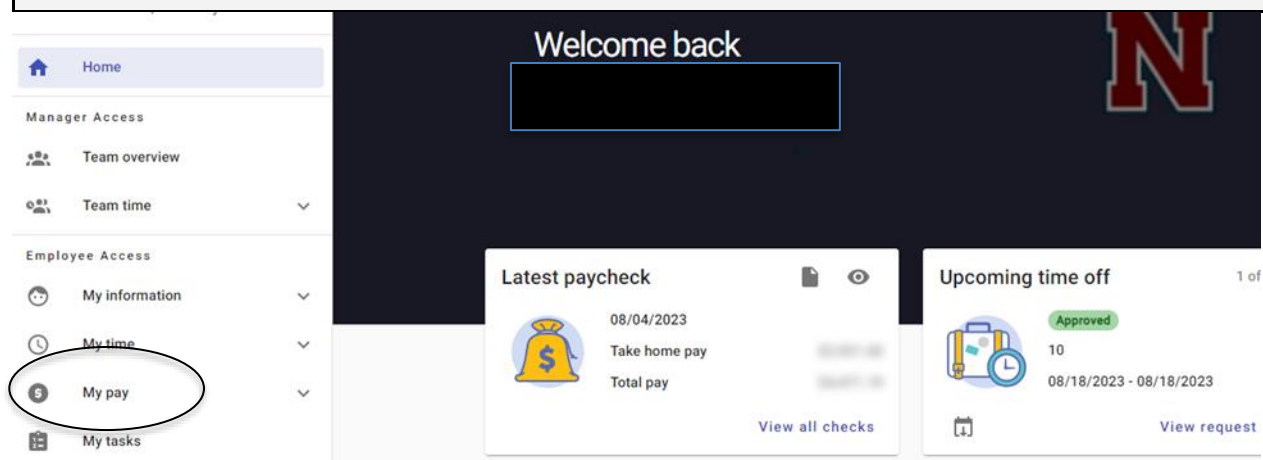 Home
Manager Access
Team overview
Team time
Employee Access
My information
My time
My pay
My tasks
Welcome back
N
Latest paycheck
08/04/2023
Take home pay
Total pay
View all checks
Upcoming time off
1 of
Approved
10
08/18/2023 - 08/18/2023
View request